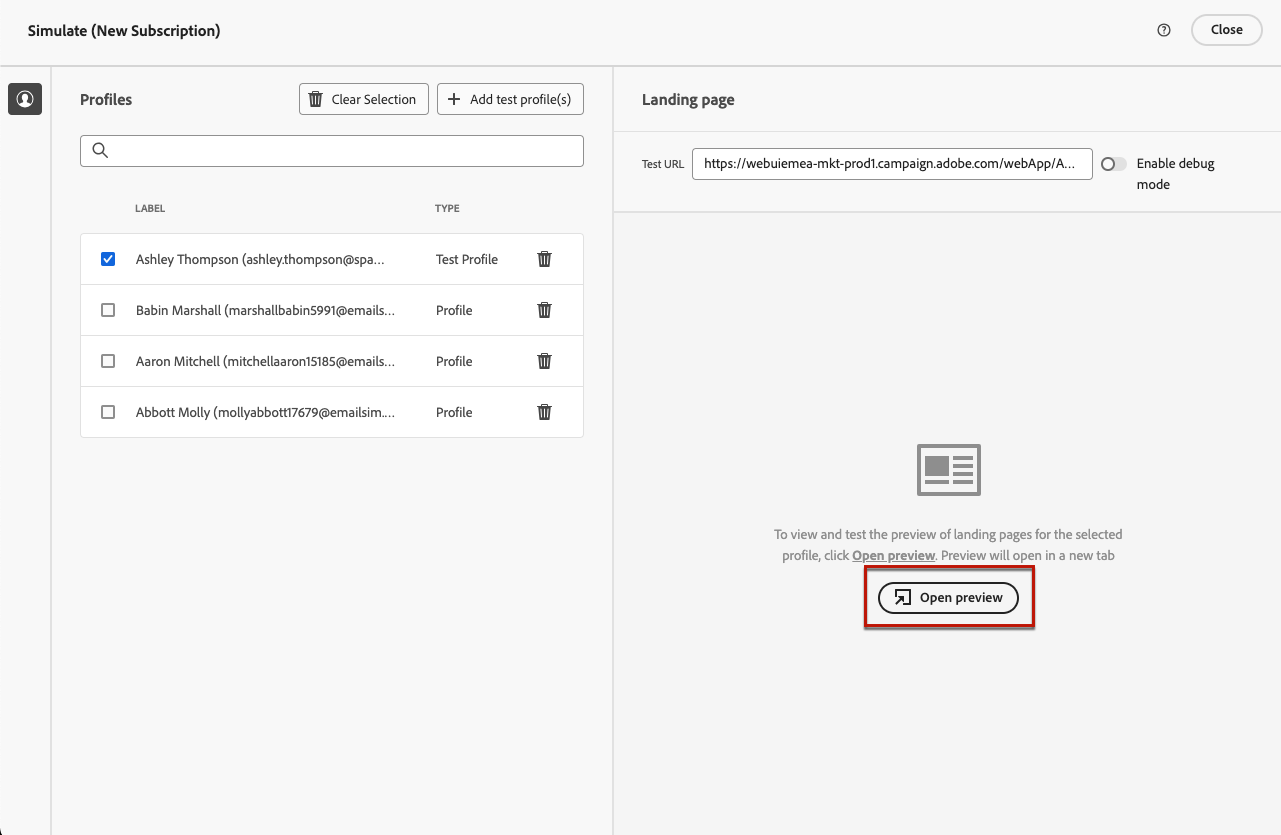 Simulate (New Subscription)
Close
Profiles
Clear Selection
Add test profile(s)
LABEL TYPE
Ashley Thompson (ashley.thompson@spa... Test Profile
Babin Marshall (marshallbabin5991@emails... Profile
Aaron Mitchell (mitchellaaron15185@emails... Profile
Abbott Molly (mollyabbott17679@emailsim.... Profile
Landing page
Test URL https://webuiemea-mkt-prod1.campaign.adobe.com/webApp/A...
Enable debug
mode
To view and test the preview of landing pages for the selected
profile, click Open preview. Preview will open in a new tab
Open preview